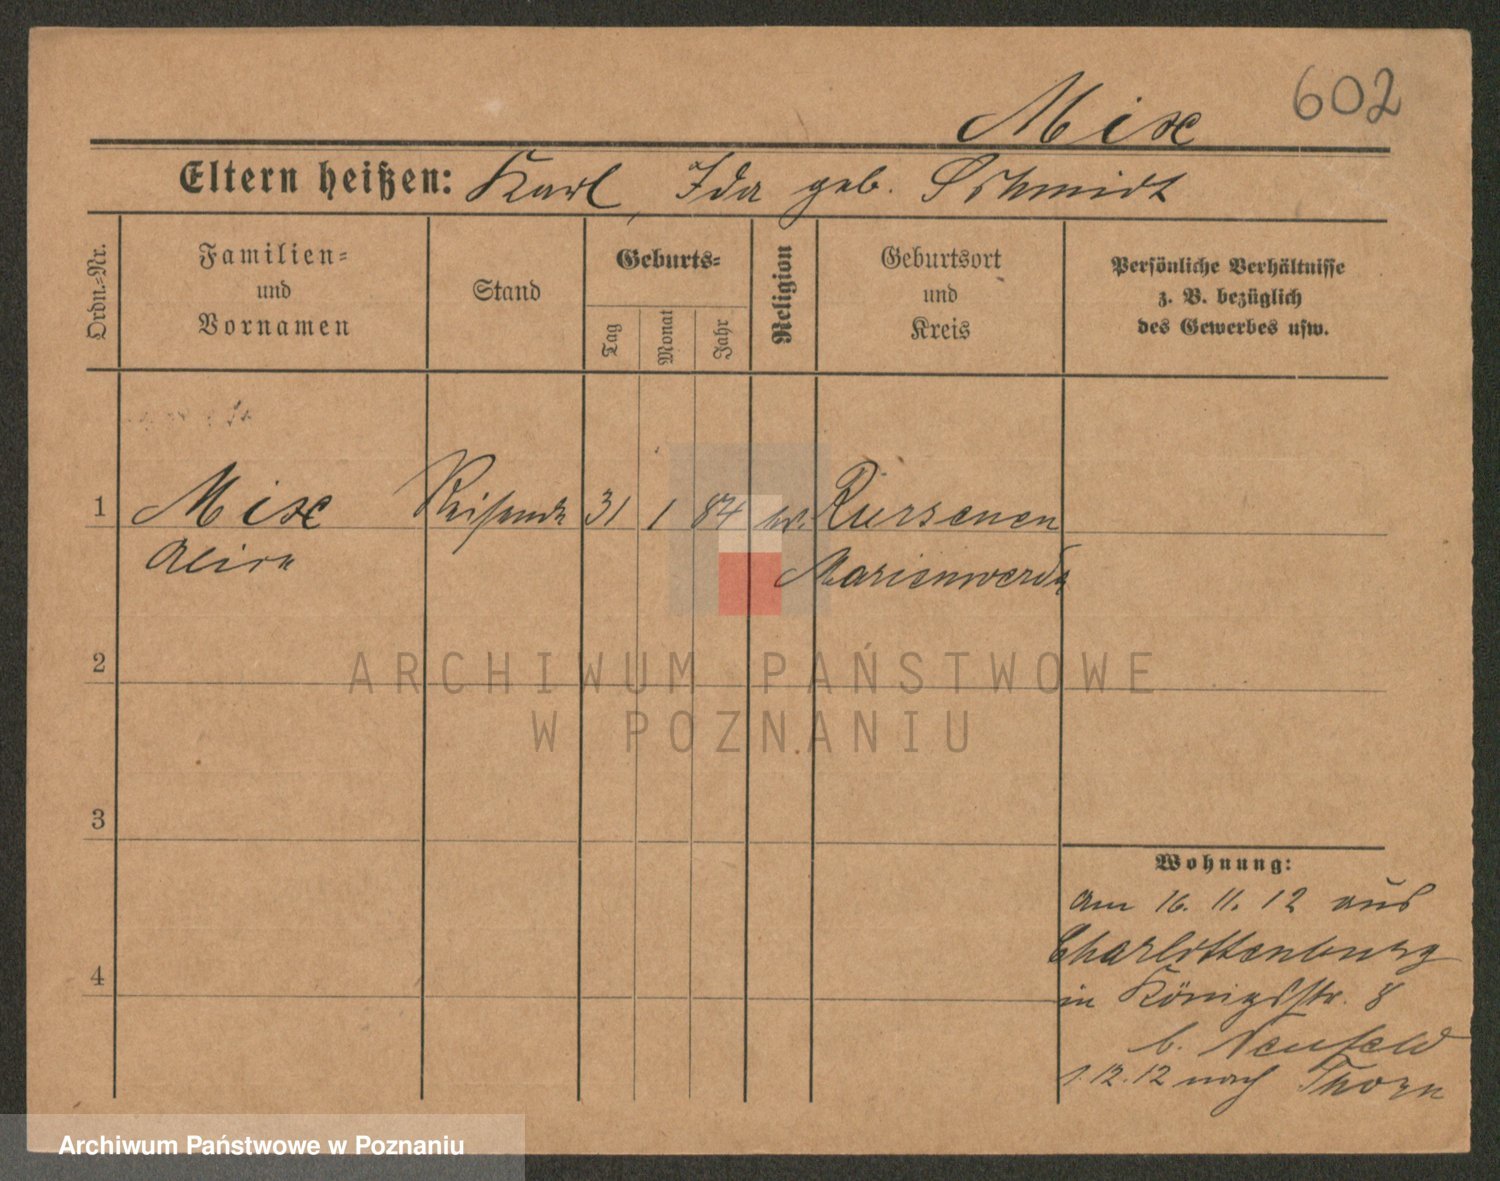 602
Mix
Eltern heißen: Karl, Ida geb. Schmidt
Ordn.-Nr.
Familien-
und
Vornamen
Stand
Geburts-
Tag
Monat
Jahr
Religion
Geburtsort
und
Kreis
Persönliche Verhältnisse
z. B. bezüglich
des Gewerbes usw.
1 Mix Reisende 31 1 84 ev.
Marienwerder
2
3
4
Wohnung:
Am 16. 11. 12 aus
Charlottenburg
in Königsstr. 8
b. Neufeld
1.12.12 nach Thorn
ARCHIWUM PAŃSTWOWE
W POZNANIU
Archiwum Państwowe w Poznaniu